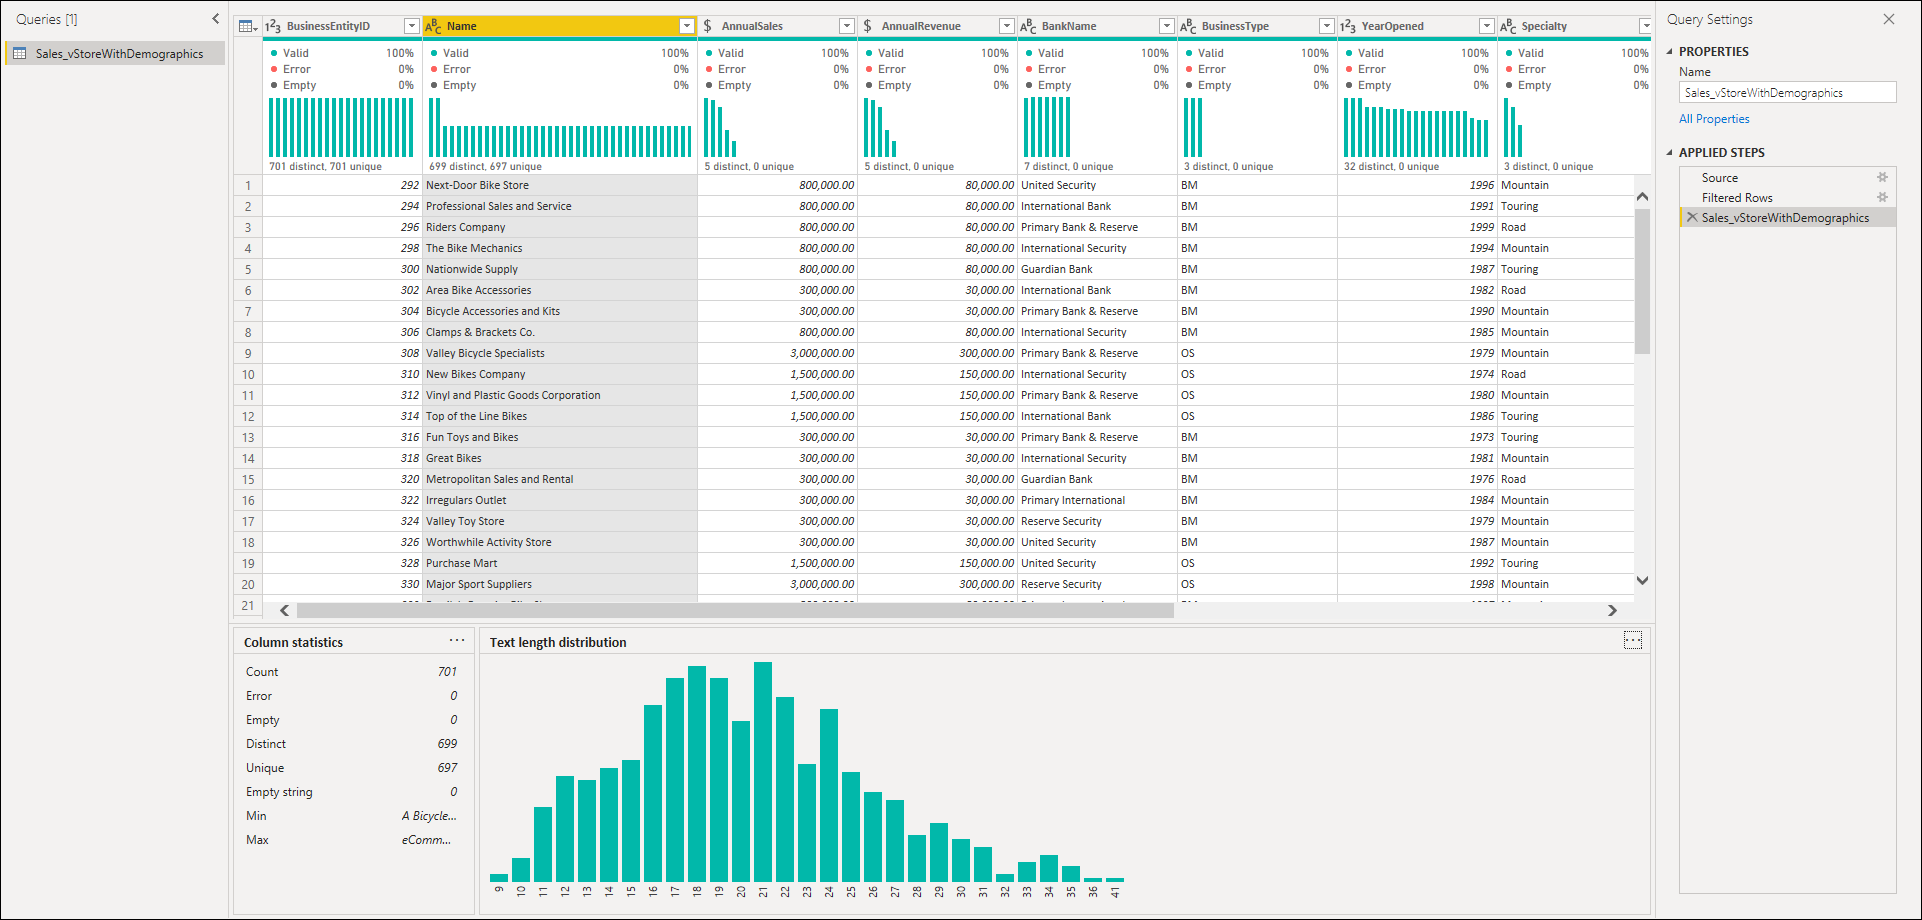 Queries [1]
Sales_vStoreWithDemographics
1²3 BusinessEntityID
Valid 100%
Error 0%
Empty 0%
701 distinct, 701 unique
ABC Name
Valid 100%
Error 0%
Empty 0%
699 distinct, 697 unique
$ AnnualSales
Valid 100%
Error 0%
Empty 0%
5 distinct, 0 unique
$ AnnualRevenue
Valid 100%
Error 0%
Empty 0%
5 distinct, 0 unique
ABC BankName
Valid 100%
Error 0%
Empty 0%
7 distinct, 0 unique
ABC BusinessType
Valid 100%
Error 0%
Empty 0%
3 distinct, 0 unique
1²3 YearOpened
Valid 100%
Error 0%
Empty 0%
32 distinct, 0 unique
ABC Specialty
Valid 100%
Error 0%
Empty 0%
3 distinct, 0 unique
1 292 Next-Door Bike Store 800,000.00 80,000.00 United Security BM 1996 Mountain
2 294 Professional Sales and Service 800,000.00 80,000.00 International Bank BM 1991 Touring
3 296 Riders Company 800,000.00 80,000.00 Primary Bank & Reserve BM 1999 Road
4 298 The Bike Mechanics 800,000.00 80,000.00 International Security BM 1994 Mountain
5 300 Nationwide Supply 800,000.00 80,000.00 Guardian Bank BM 1987 Touring
6 302 Area Bike Accessories 300,000.00 30,000.00 International Bank BM 1982 Road
7 304 Bicycle Accessories and Kits 300,000.00 30,000.00 Primary Bank & Reserve BM 1990 Mountain
8 306 Clamps & Brackets Co. 800,000.00 80,000.00 International Security BM 1985 Mountain
9 308 Valley Bicycle Specialists 3,000,000.00 300,000.00 Primary Bank & Reserve OS 1979 Mountain
10 310 New Bikes Company 1,500,000.00 150,000.00 International Security OS 1974 Road
11 312 Vinyl and Plastic Goods Corporation 1,500,000.00 150,000.00 Primary Bank & Reserve OS 1980 Mountain
12 314 Top of the Line Bikes 1,500,000.00 150,000.00 International Bank OS 1986 Touring
13 316 Fun Toys and Bikes 300,000.00 30,000.00 Primary Bank & Reserve BM 1973 Touring
14 318 Great Bikes 300,000.00 30,000.00 International Security BM 1981 Mountain
15 320 Metropolitan Sales and Rental 300,000.00 30,000.00 Guardian Bank BM 1976 Road
16 322 Irregulars Outlet 300,000.00 30,000.00 Primary International BM 1984 Mountain
17 324 Valley Toy Store 300,000.00 30,000.00 Reserve Security BM 1979 Mountain
18 326 Worthwhile Activity Store 300,000.00 30,000.00 United Security BM 1987 Mountain
19 328 Purchase Mart 1,500,000.00 150,000.00 United Security OS 1992 Touring
20 330 Major Sport Suppliers 3,000,000.00 300,000.00 Reserve Security OS 1998 Mountain
21
Column statistics ...
Count 701
Error 0
Empty 0
Distinct 699
Unique 697
Empty string 0
Min A Bicycle...
Max eComm...
Text length distribution ...
9 10 11 12 13 14 15 16 17 18 19 20 21 22 23 24 25 26 27 28 29 30 31 32 33 34 35 36 41
Query Settings
PROPERTIES
Name
Sales_vStoreWithDemographics
All Properties
APPLIED STEPS
Source
Filtered Rows
Sales_vStoreWithDemographics